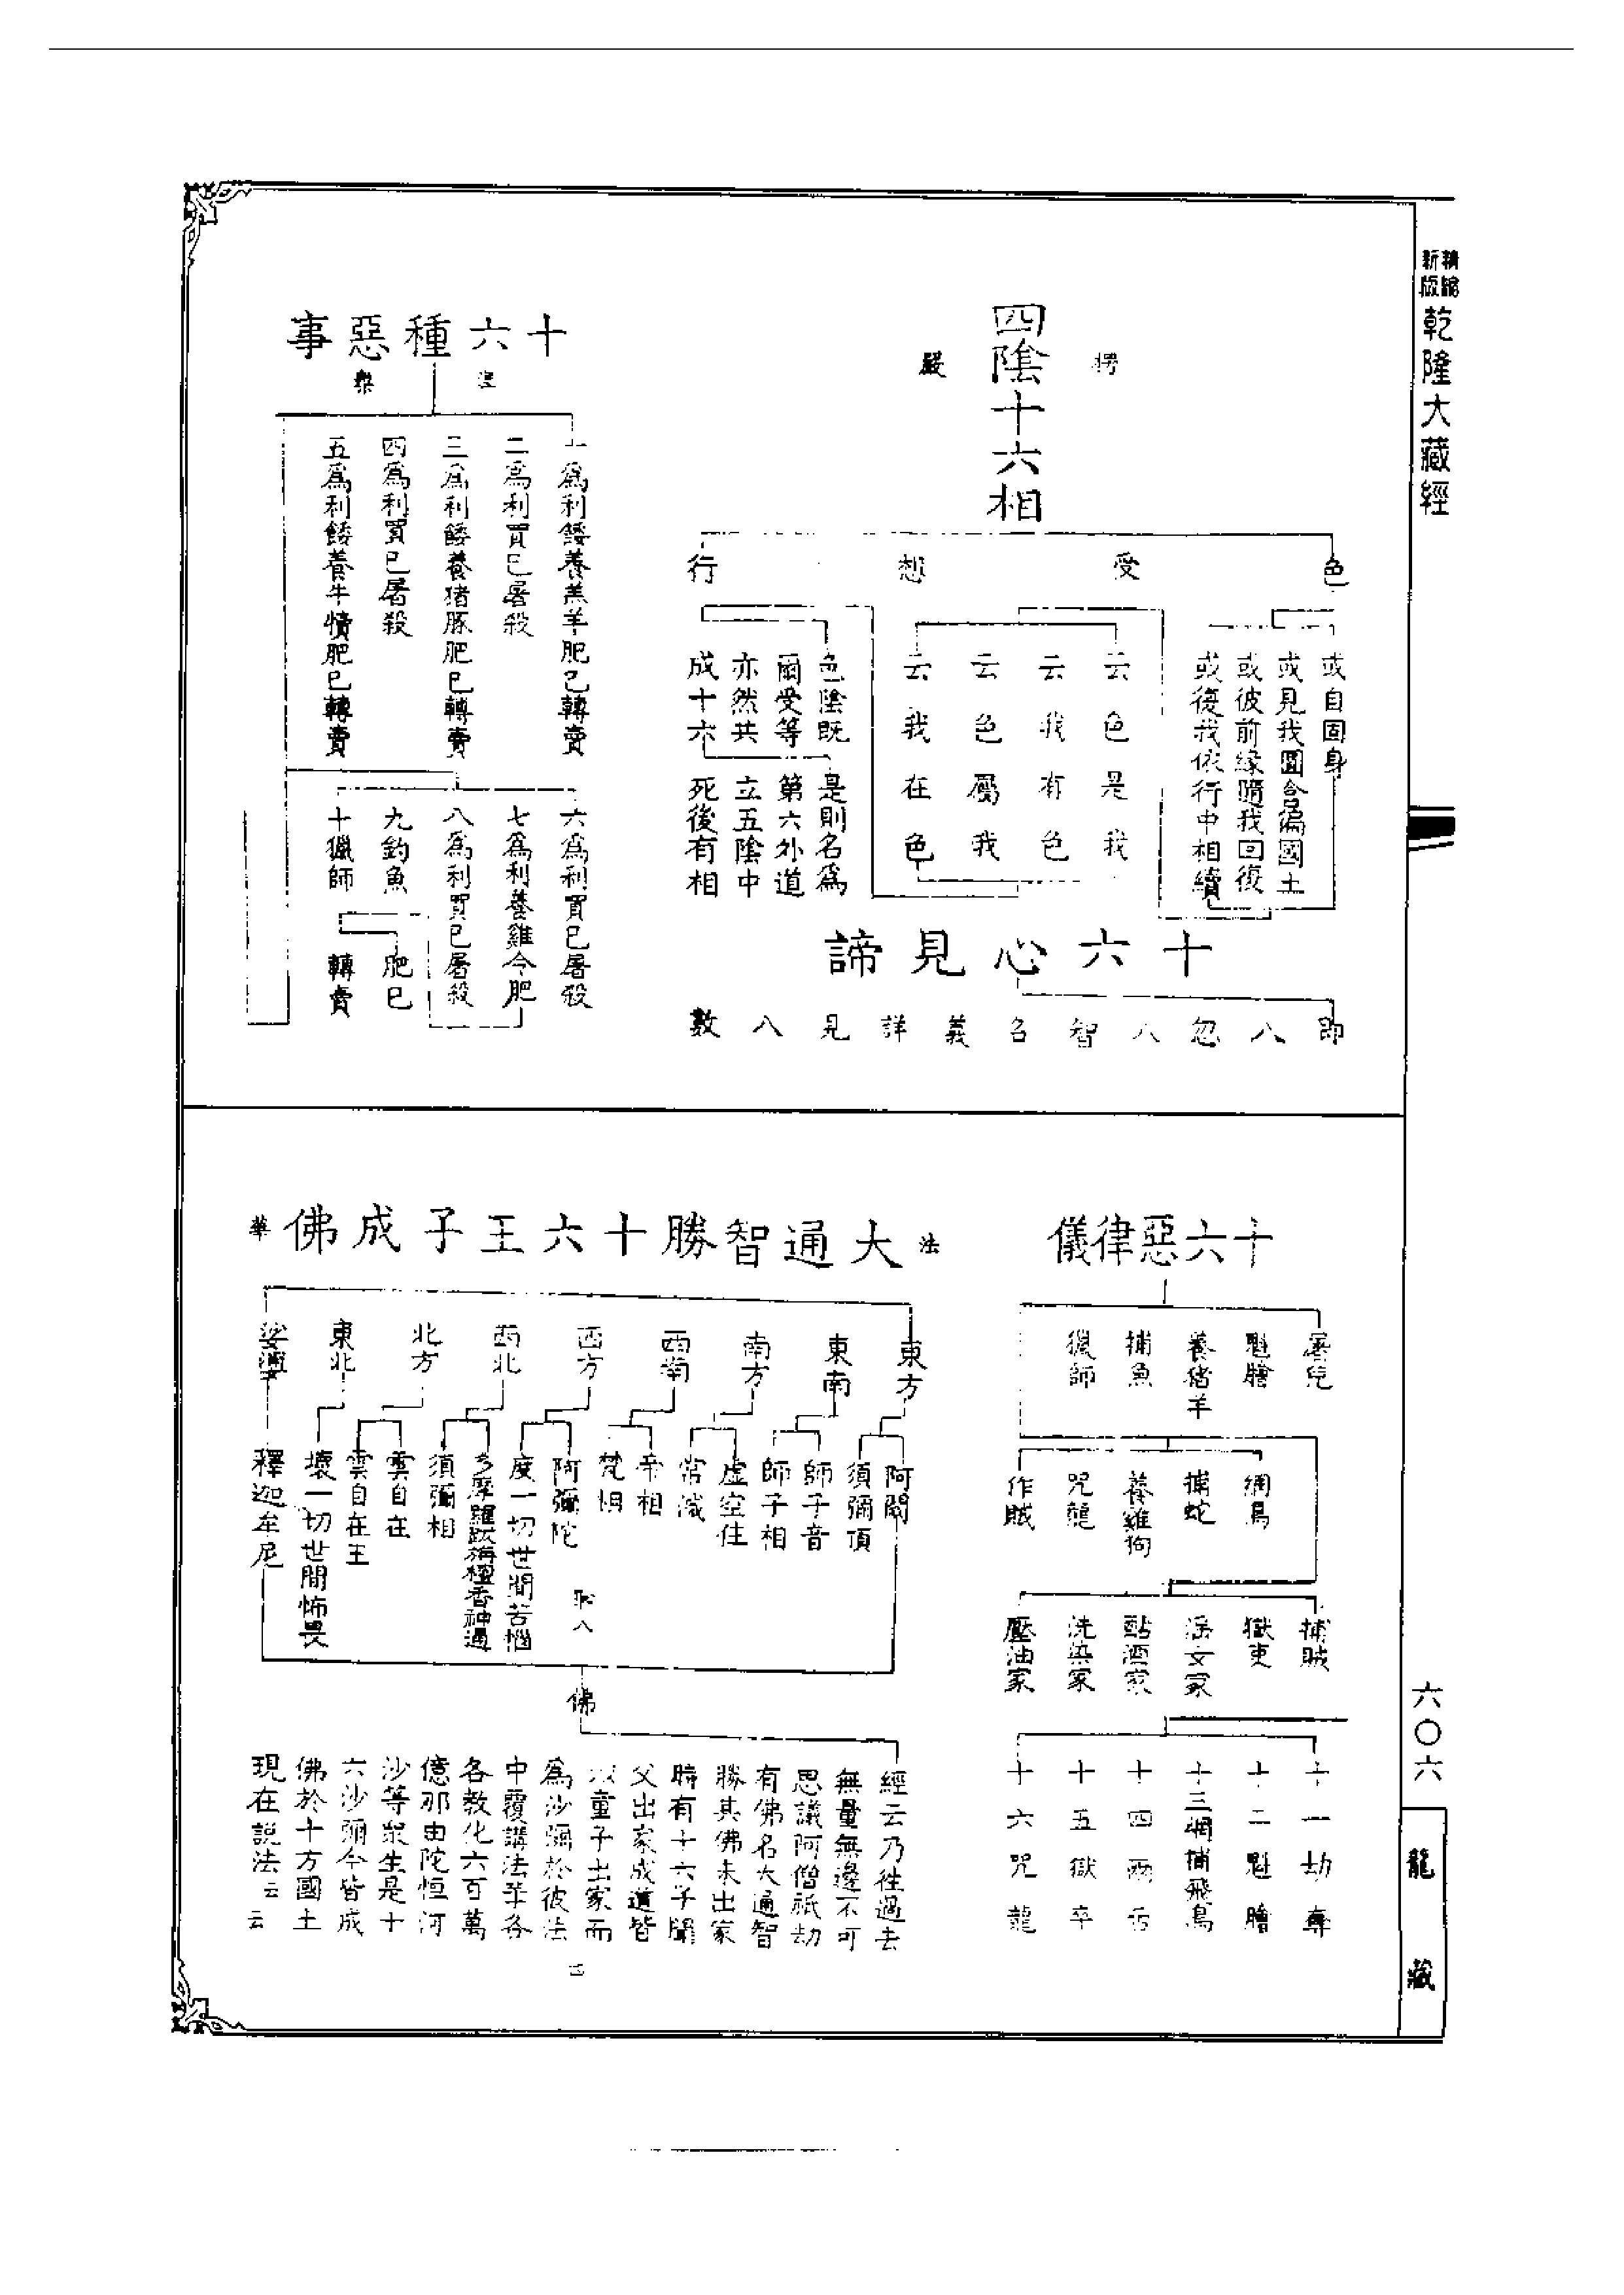 新編
新版
乾隆大藏經
四陰十六相
楞嚴
色
受
想
行
或自固身
或見我圓含徧國土
或彼前緣隨我回復
或復我依行中相續
云色是我
云我有色
云色屬我
云我在色
色陰既
爾受等
亦然共
成十六
是則名為
第六外道
立五陰中
死後有相
十六心見諦
即八忍八智名義詳見八數
十六種惡事
涅槃
一為利餧養羔羊肥已轉賣
二為利買已屠殺
三為利餧養猪豚肥已轉賣
四為利買已屠殺
五為利餧養牛犢肥已轉賣
六為利買已屠殺
七為利養雞令肥
肥已
轉賣
八為利買已屠殺
九釣魚
十獵師
十一劫奪
十二魁膾
十三網捕飛鳥
十四兩舌
十五獄卒
十六咒龍
十六惡律儀
屠兒
魁膾
養猪羊
捕魚
獵師
網鳥
捕蛇
養雞狗
咒龍
作賊
捕賊
獄吏
婬女家
酤酒家
洗染家
壓油家
大通智勝十六王子成佛
法華
東方
東南
南方
西南
西方
西北
北方
東北
娑婆
阿閦
須彌頂
師子音
師子相
虛空住
常滅
帝相
梵相
阿彌陀
度一切世間苦惱
多摩羅跋栴檀香神通
須彌相
雲自在
雲自在王
壞一切世間怖畏
釋迦牟尼
佛
經云乃往過去
無量無邊不可
思議阿僧祇劫
有佛名大通智
勝其佛未出家
時有十六子聞
父出家成道皆
以童子出家而
為沙彌於彼法
中覆講法華各
各教化六百萬
億那由陀恒河
沙等眾生是十
六沙彌今皆成
佛於十方國土
現在說法云云
六〇六
龍藏